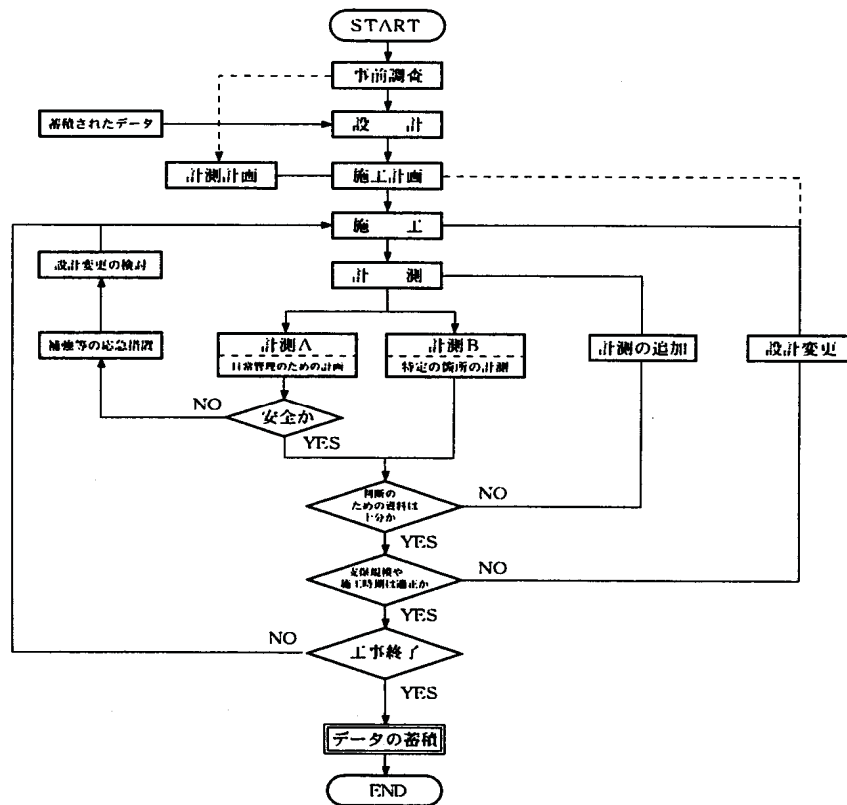 START
事前調査
蓄積されたデータ
設 計
計測計画
施工計画
施 工
設計変更の検討
計 測
補強等の応急措置
計測A
日常管理のための計画
計測B
特定の箇所の計測
計測の追加
設計変更
NO
安全か
YES
判断の
ための資料は
十分か
NO
YES
支保規模や
施工時期は適正か
NO
YES
NO
工事終了
YES
データの蓄積
END